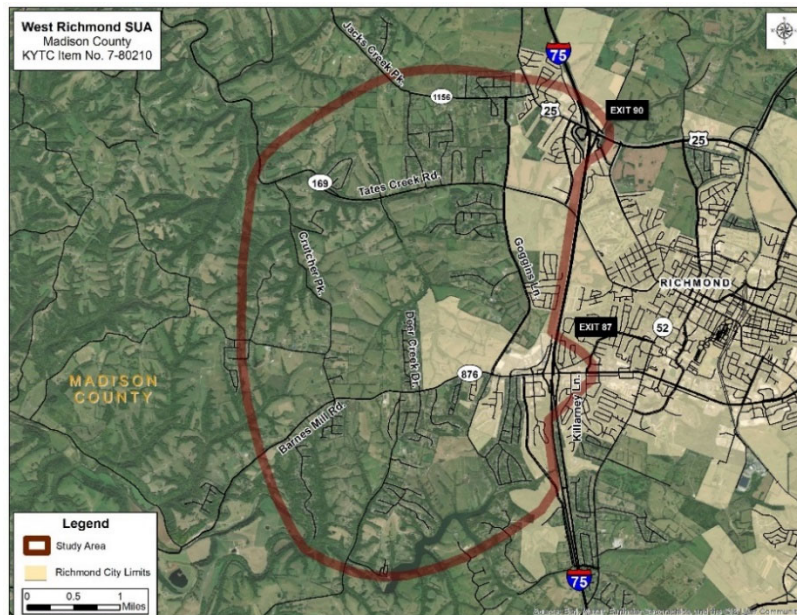 West Richmond SUA
Madison County
KYTC Item No. 7-80210
Jacks Creek Pk.
75
1156
25
EXIT 90
25
169
Tates Creek Rd.
Crutcher Pk.
Goggins Ln.
RICHMOND
Deer Creek Dr.
EXIT 87
52
MADISON
COUNTY
876
Killarney Ln.
Barnes Mill Rd.
Legend
Study Area
Richmond City Limits
0 0.5 1
Miles
75